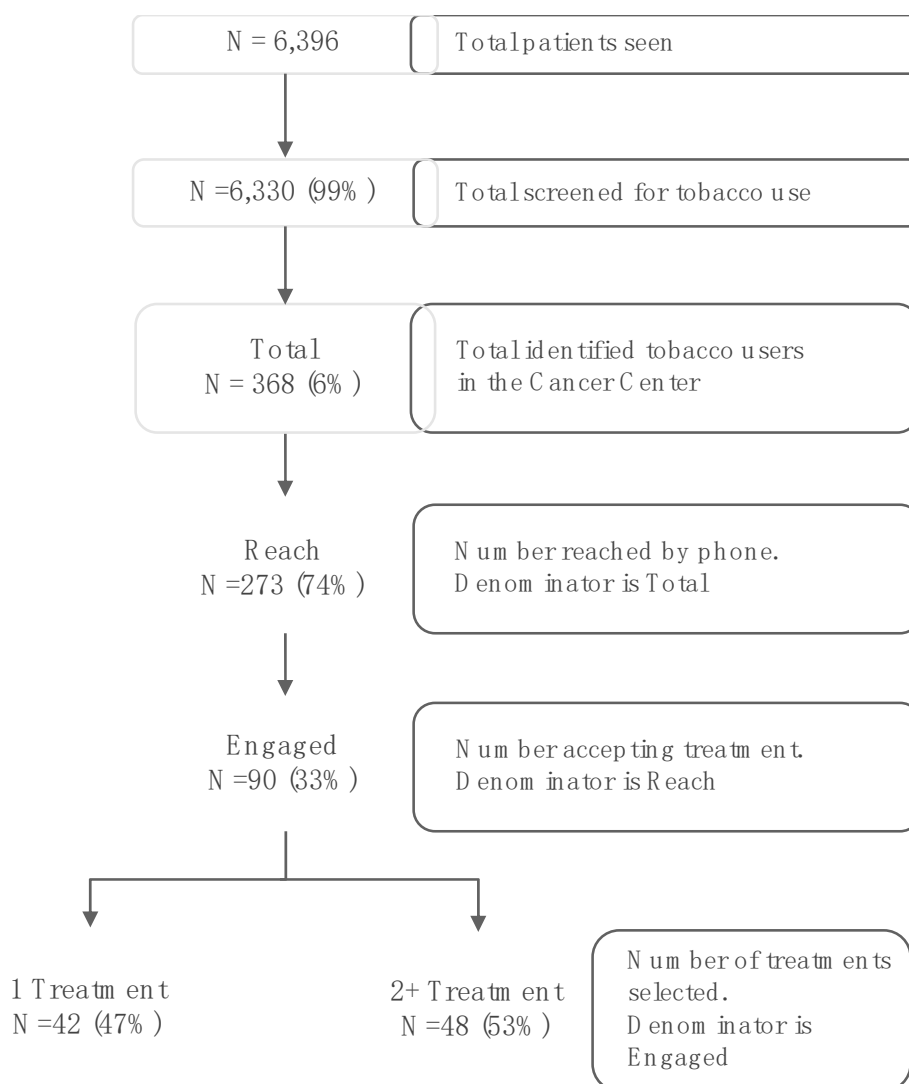 N = 6,396
Total patients seen
N =6,330 (99% )
Total screened for tobacco use
Total
N = 368 (6% )
Total identified tobacco users
in the Cancer Center
Reach
N =273 (74% )
Number reached by phone.
Denominator is Total
Engaged
N =90 (33% )
Number accepting treatment.
Denominator is Reach
1 Treatment
N =42 (47% )
2+ Treatment
N =48 (53% )
Number of treatments
selected.
Denominator is
Engaged